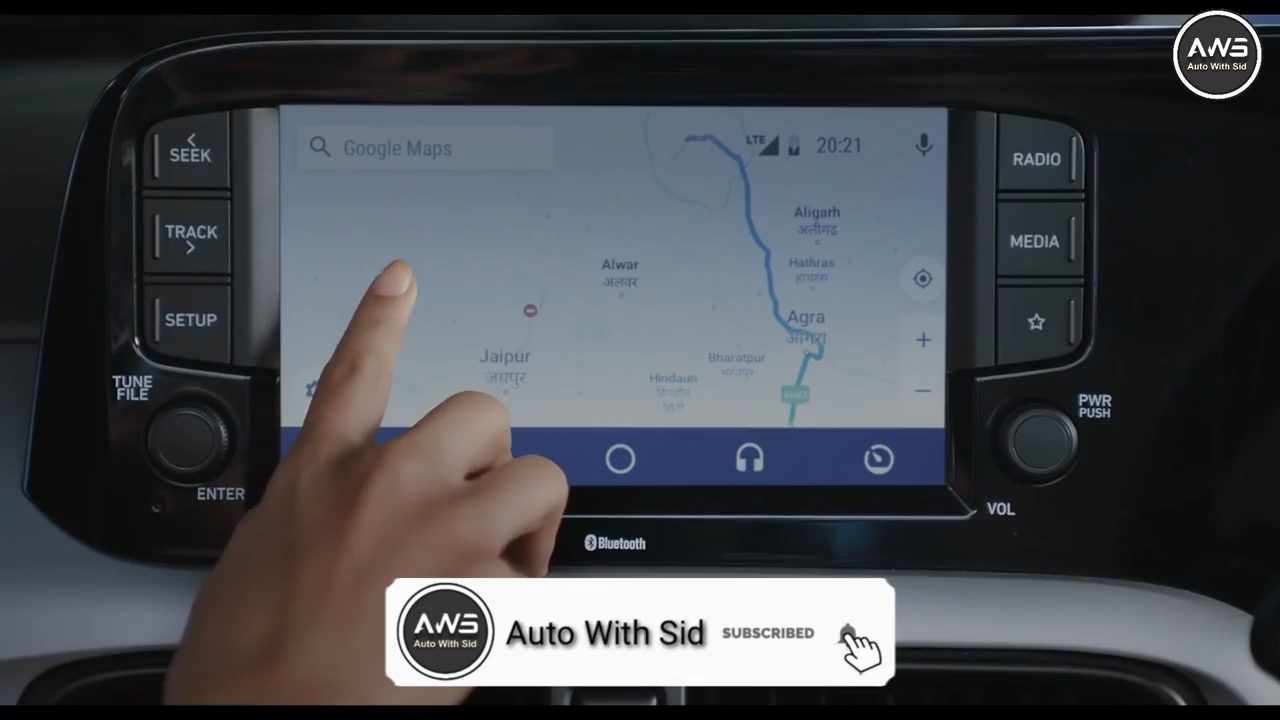 AWS
Auto With Sid
SEEK
TRACK
SETUP
TUNE
FILE
ENTER
Google Maps
LTE
20:21
Aligarh
अलीगढ़
Hathras
हाथरस
Alwar
अलवर
Agra
आगरा
Jaipur
जयपुर
Bharatpur
भरतपुर
Hindaun
हिण्डौन
सिटी
RADIO
MEDIA
PWR
PUSH
VOL
Bluetooth
AWS
Auto With Sid
Auto With Sid
SUBSCRIBED